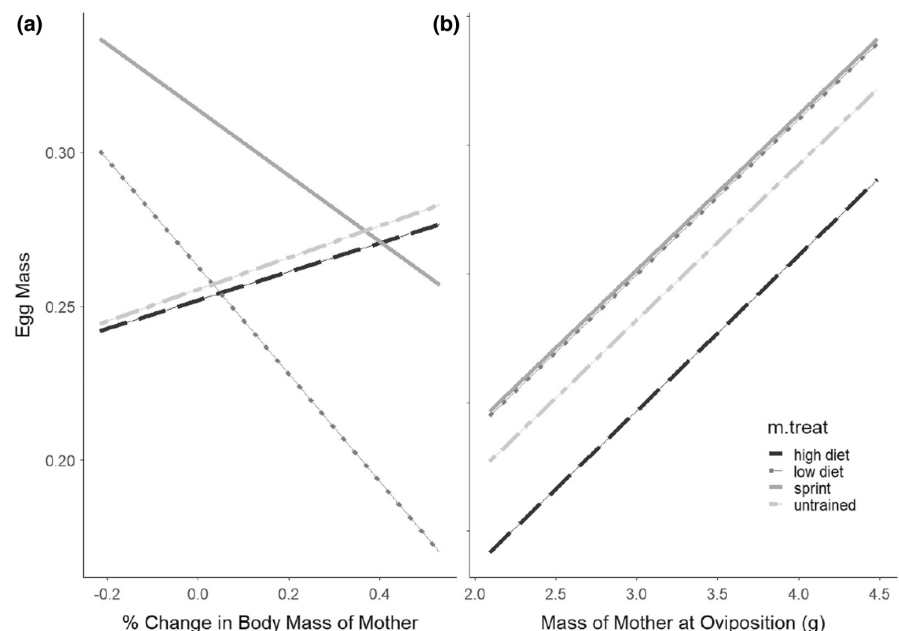 (a)
(b)
Egg Mass
0.30
0.25
0.20
-0.2 0.0 0.2 0.4
% Change in Body Mass of Mother
m.treat
high diet
low diet
sprint
untrained
2.0 2.5 3.0 3.5 4.0 4.5
Mass of Mother at Oviposition (g)